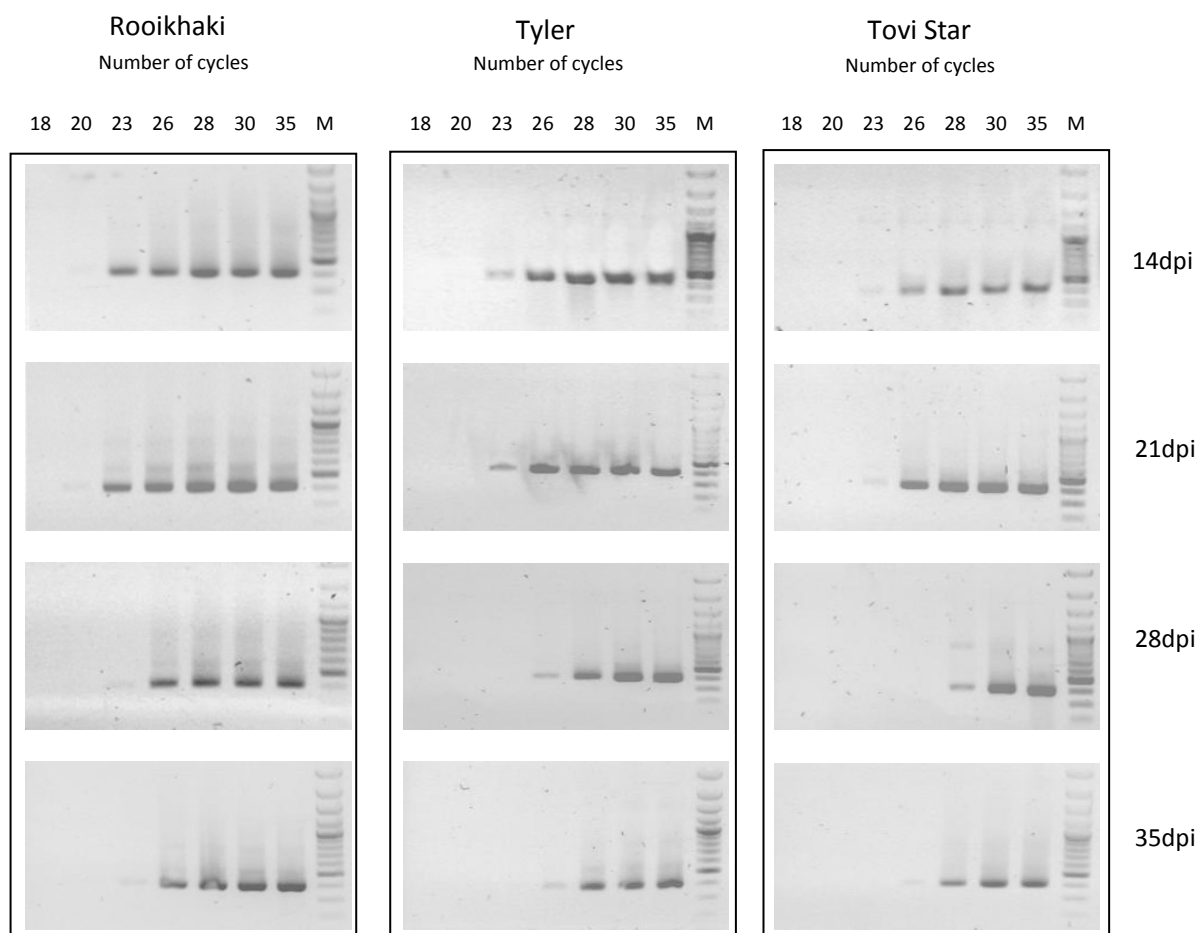 Rooikhaki
Number of cycles
18 20 23 26 28 30 35 M
Tyler
Number of cycles
18 20 23 26 28 30 35 M
Tovi Star
Number of cycles
18 20 23 26 28 30 35 M
14dpi
21dpi
28dpi
35dpi